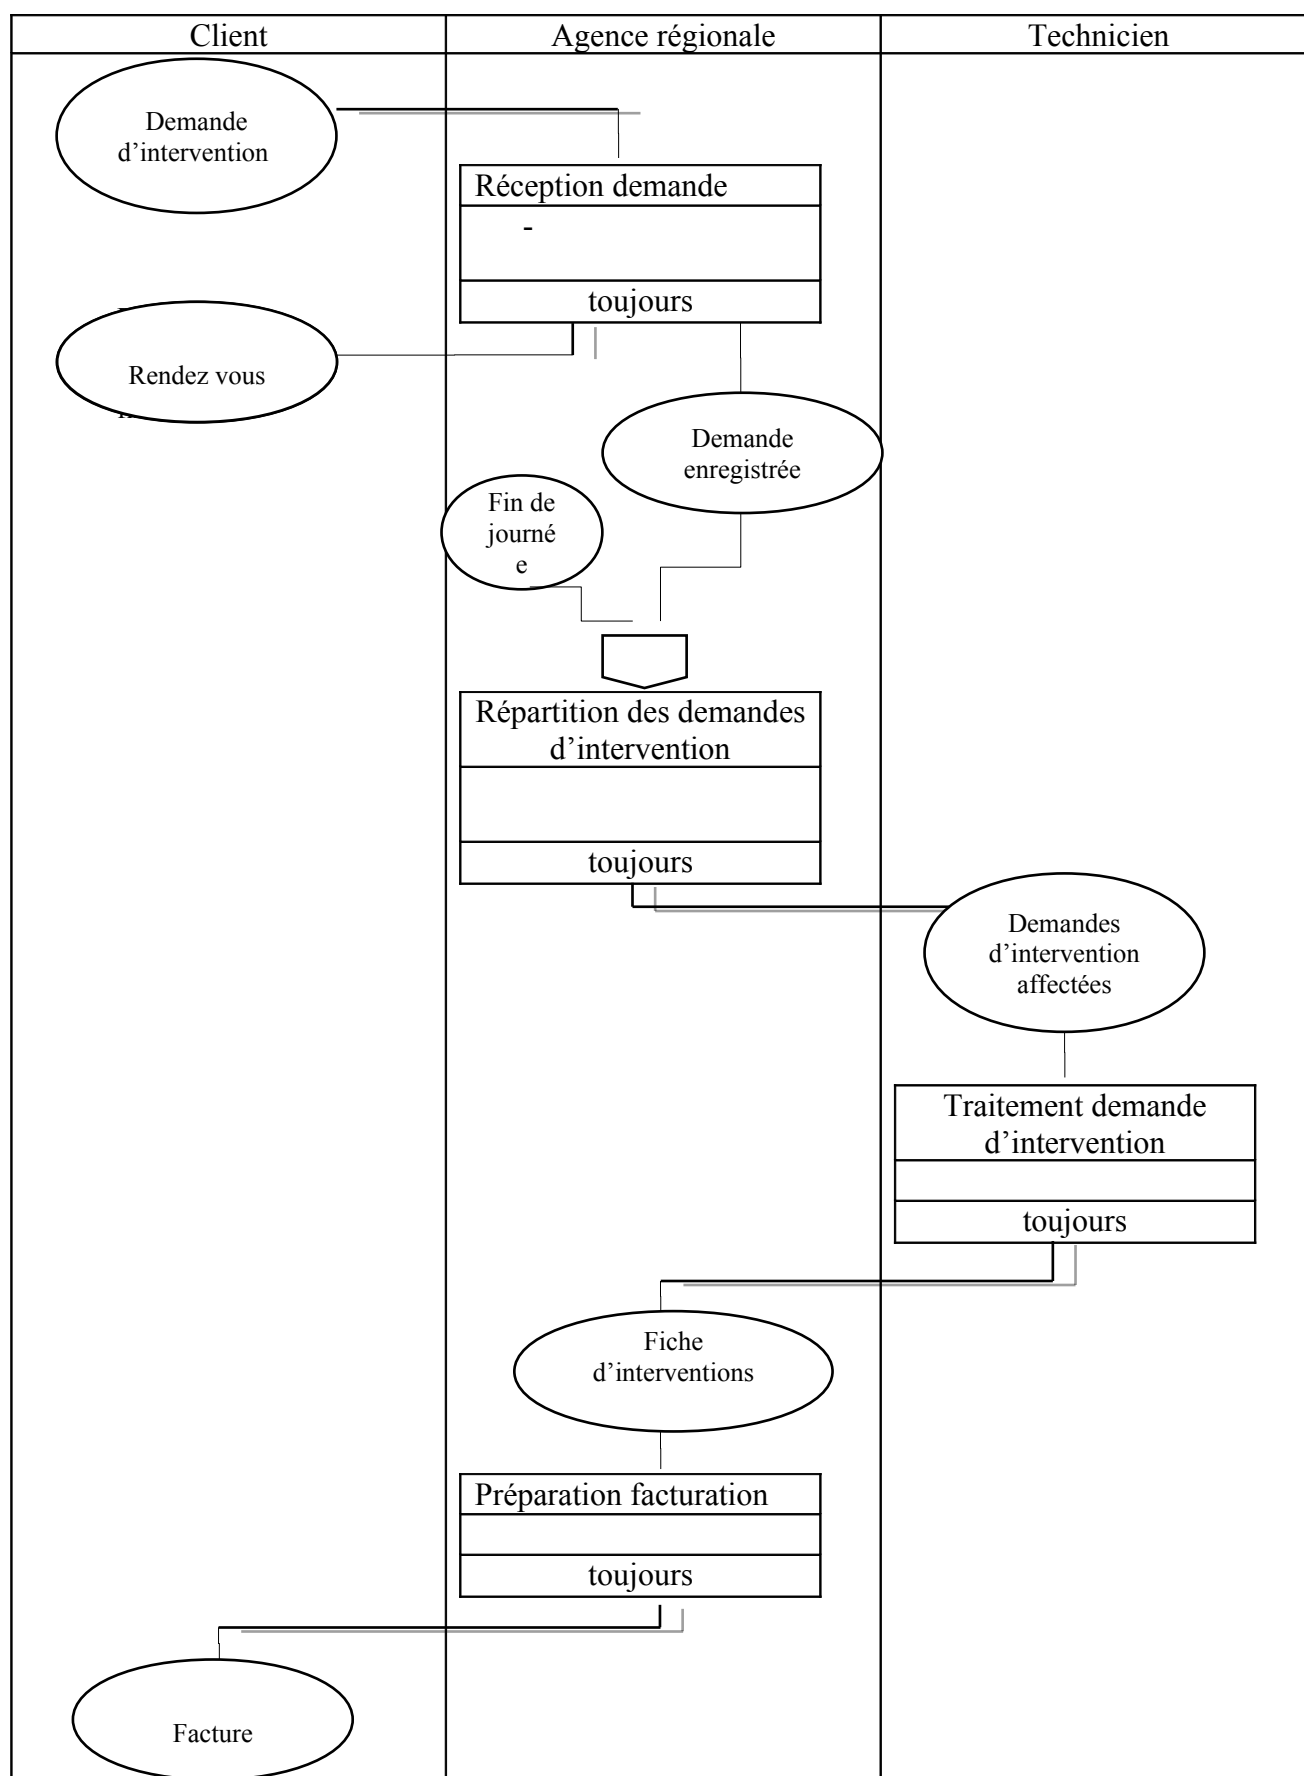 Client
Agence régionale
Technicien
Demande
d’intervention
Réception demande
-
toujours
Rendez vous
Demande
enregistrée
Fin de
journé
e
Répartition des demandes
d’intervention
toujours
Demandes
d’intervention
affectées
Traitement demande
d’intervention
toujours
Fiche
d’interventions
Préparation facturation
toujours
Facture